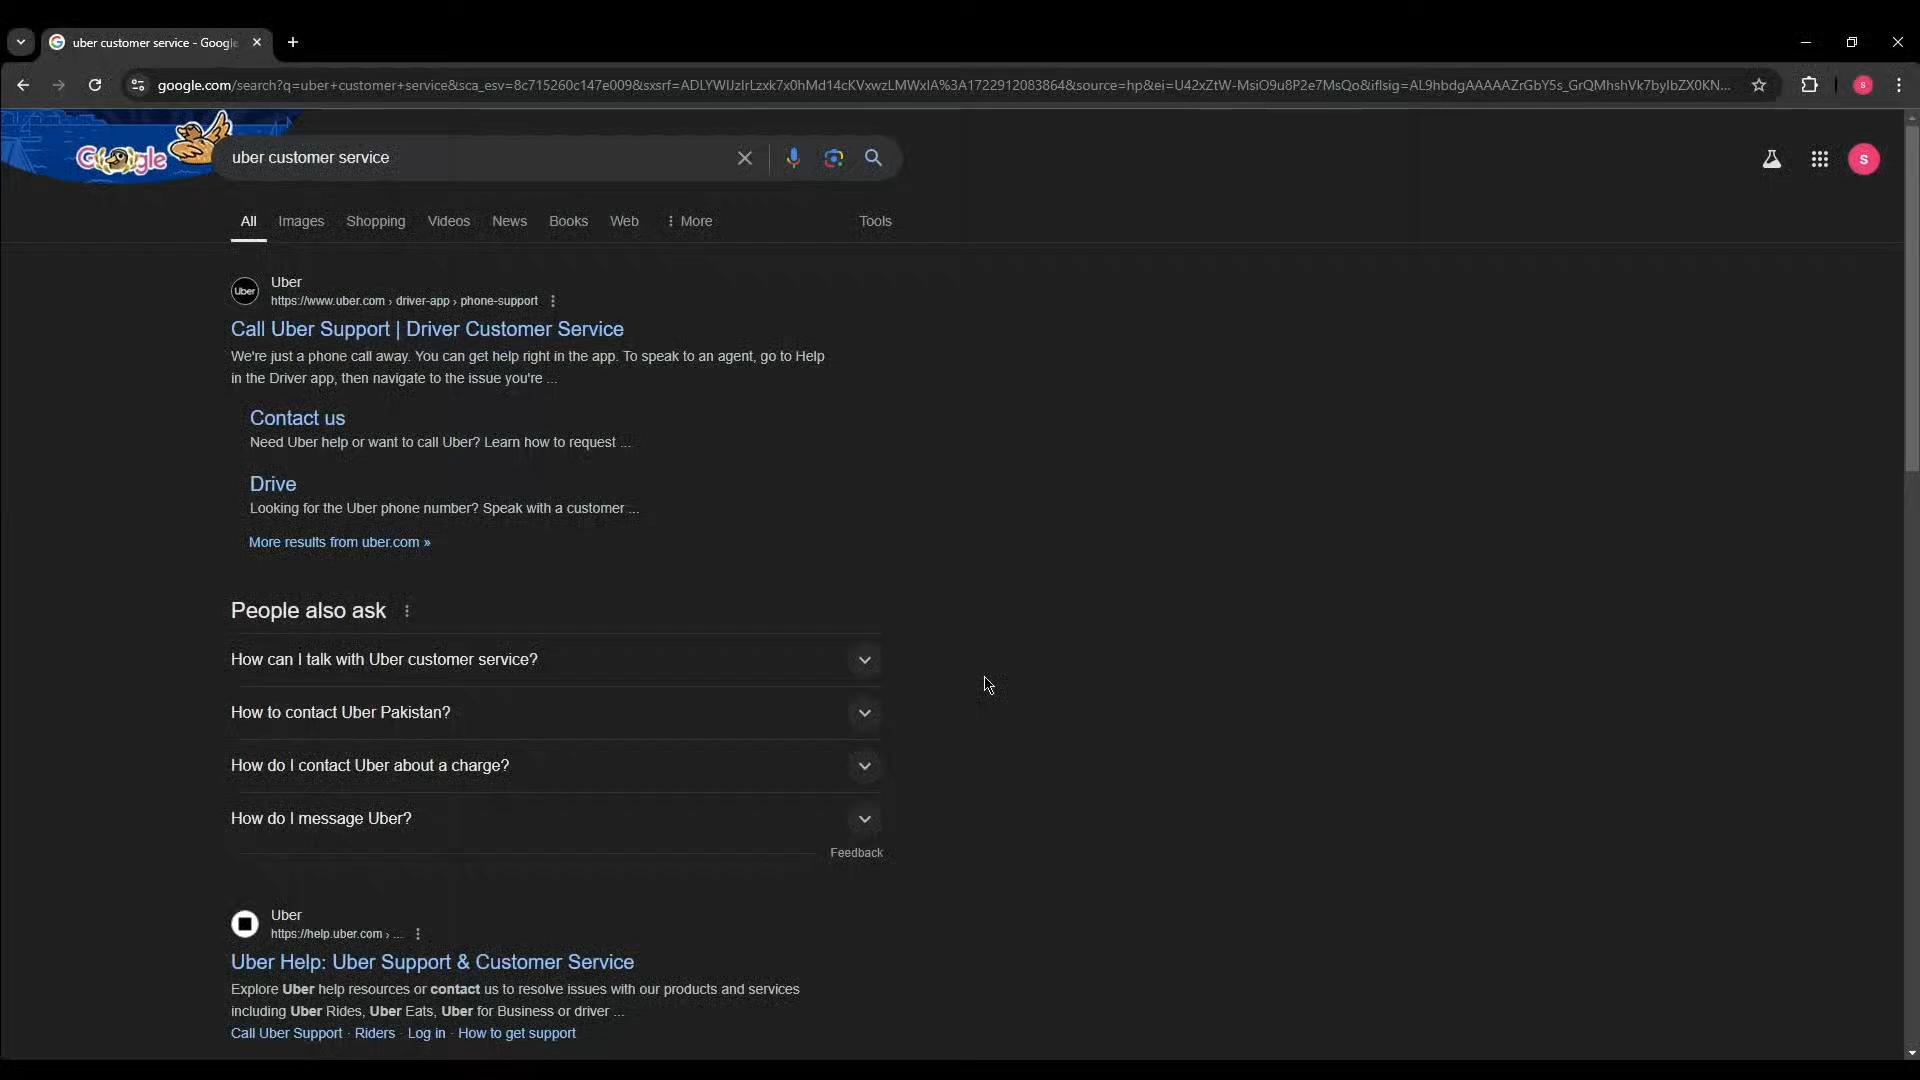 uber customer service - Google
google.com/search?q=uber+customer+service&sca_esv=8c715260c147e009&sxsrf=ADLYWIJzIrLzxk7x0hMd14cKVxwzLMWxIA%3A1722912083864&source=hp&ei=U42xZtW-MsiO9u8P2e7MsQo&iflsig=AL9hbdgAAAAAZrGbY5s_GrQMhshVk7bylbZX0KN...
S
Google
uber customer service
S
All Images Shopping Videos News Books Web More Tools
Uber
Uber
https://www.uber.com › driver-app › phone-support
Call Uber Support | Driver Customer Service
We're just a phone call away. You can get help right in the app. To speak to an agent, go to Help
in the Driver app, then navigate to the issue you're ...
Contact us
Need Uber help or want to call Uber? Learn how to request ...
Drive
Looking for the Uber phone number? Speak with a customer ...
More results from uber.com »
People also ask
How can I talk with Uber customer service?
How to contact Uber Pakistan?
How do I contact Uber about a charge?
How do I message Uber?
Feedback
Uber
https://help.uber.com › ...
Uber Help: Uber Support & Customer Service
Explore Uber help resources or contact us to resolve issues with our products and services
including Uber Rides, Uber Eats, Uber for Business or driver ...
Call Uber Support · Riders · Log in · How to get support